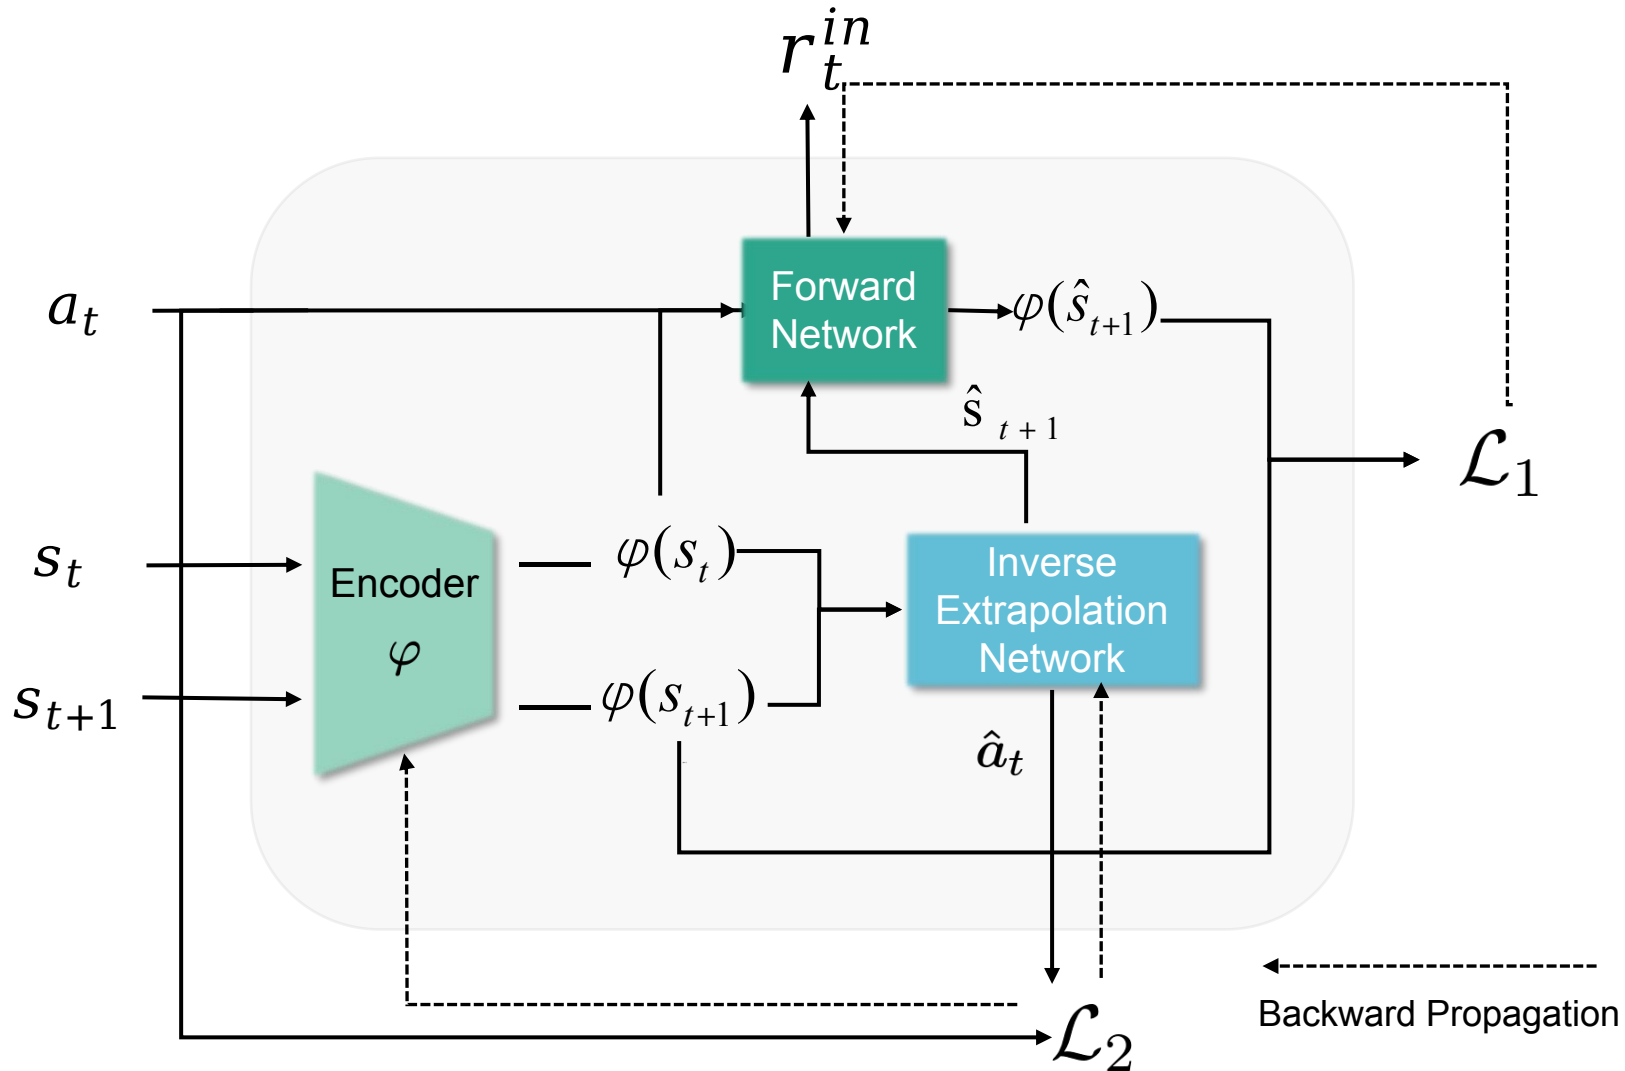 r_t^{in}
a_t
Forward
Network
φ(ŝ_{t+1})
ŝ_{t+1}
ℒ_1
s_t
Encoder
φ
φ(s_t)
Inverse
Extrapolation
Network
s_{t+1}
φ(s_{t+1})
â_t
ℒ_2
Backward Propagation